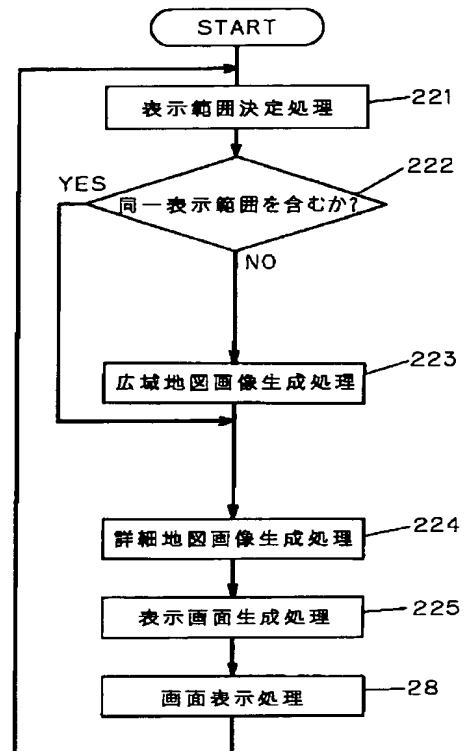 START
表示範囲決定処理
221
222
YES
同一表示範囲を含むか?
NO
広域地図画像生成処理
223
詳細地図画像生成処理
224
表示画面生成処理
225
画面表示処理
28